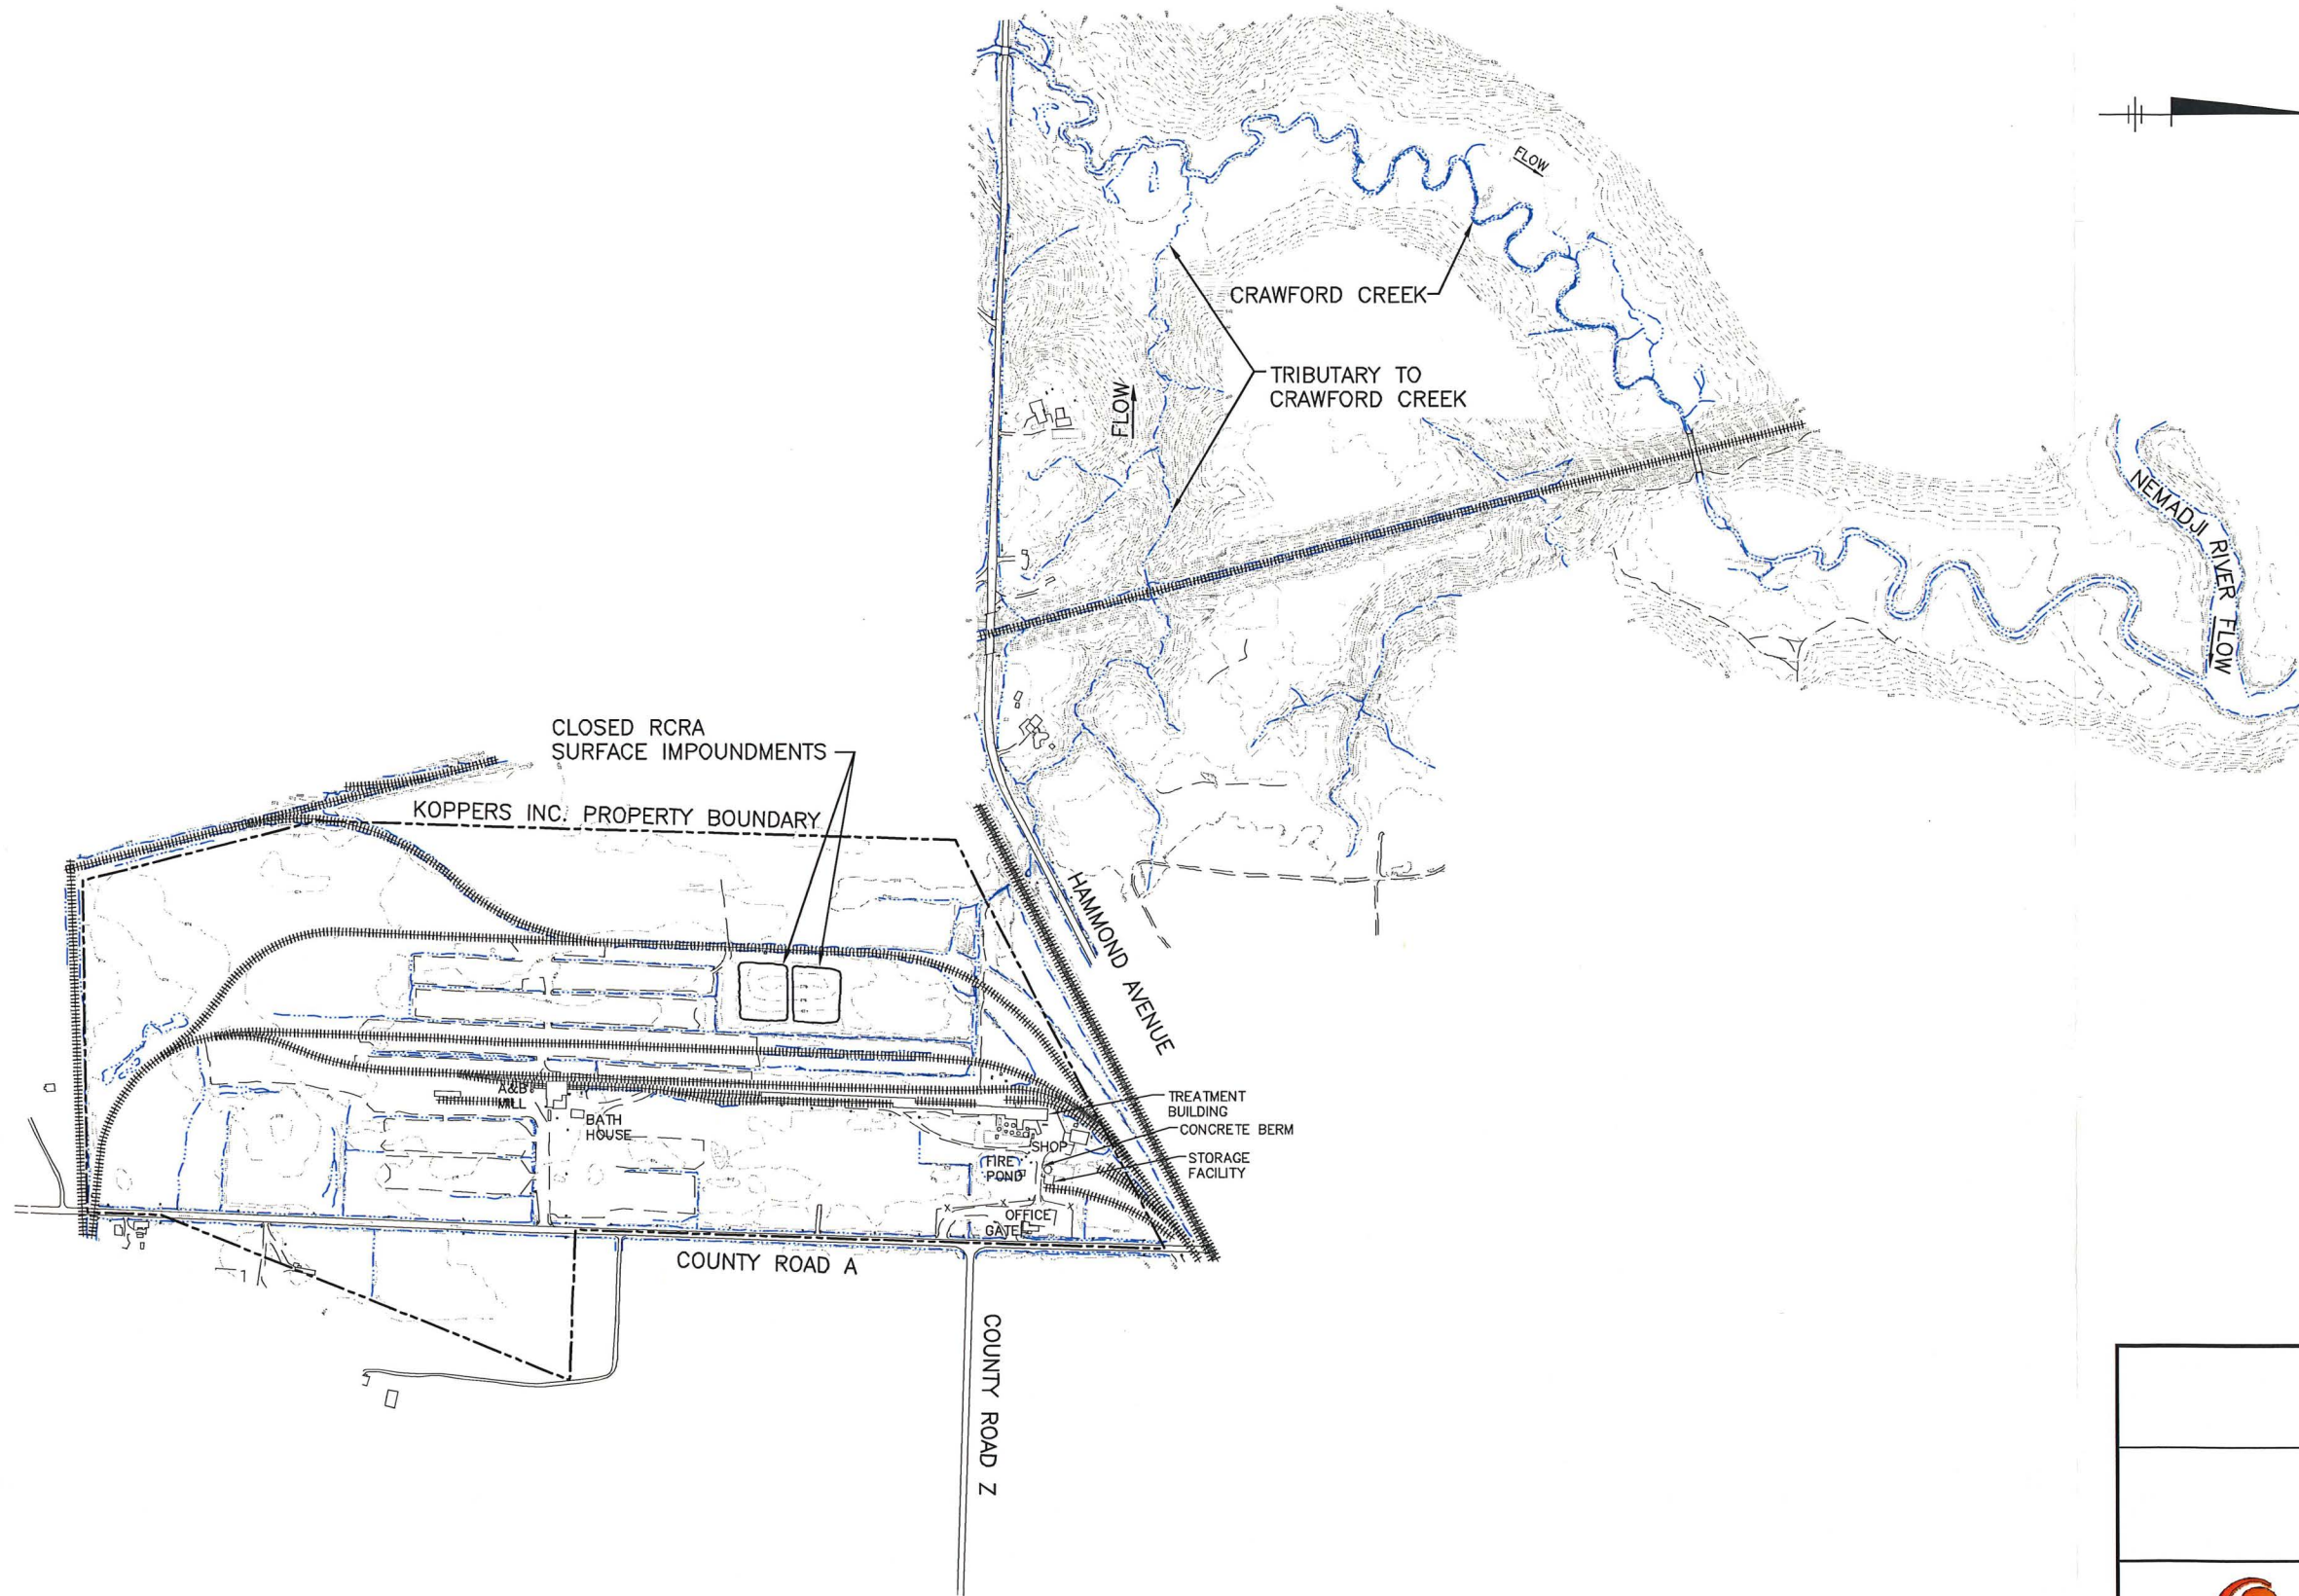 FLOW
CRAWFORD CREEK
TRIBUTARY TO
CRAWFORD CREEK
FLOW
NEMADJI RIVER
FLOW
CLOSED RCRA
SURFACE IMPOUNDMENTS
KOPPERS INC. PROPERTY BOUNDARY
HAMMOND AVENUE
A&B
MILL
BATH
HOUSE
TREATMENT
BUILDING
CONCRETE BERM
SHOP
STORAGE
FACILITY
FIRE
POND
OFFICE
GATE
COUNTY ROAD A
COUNTY ROAD Z